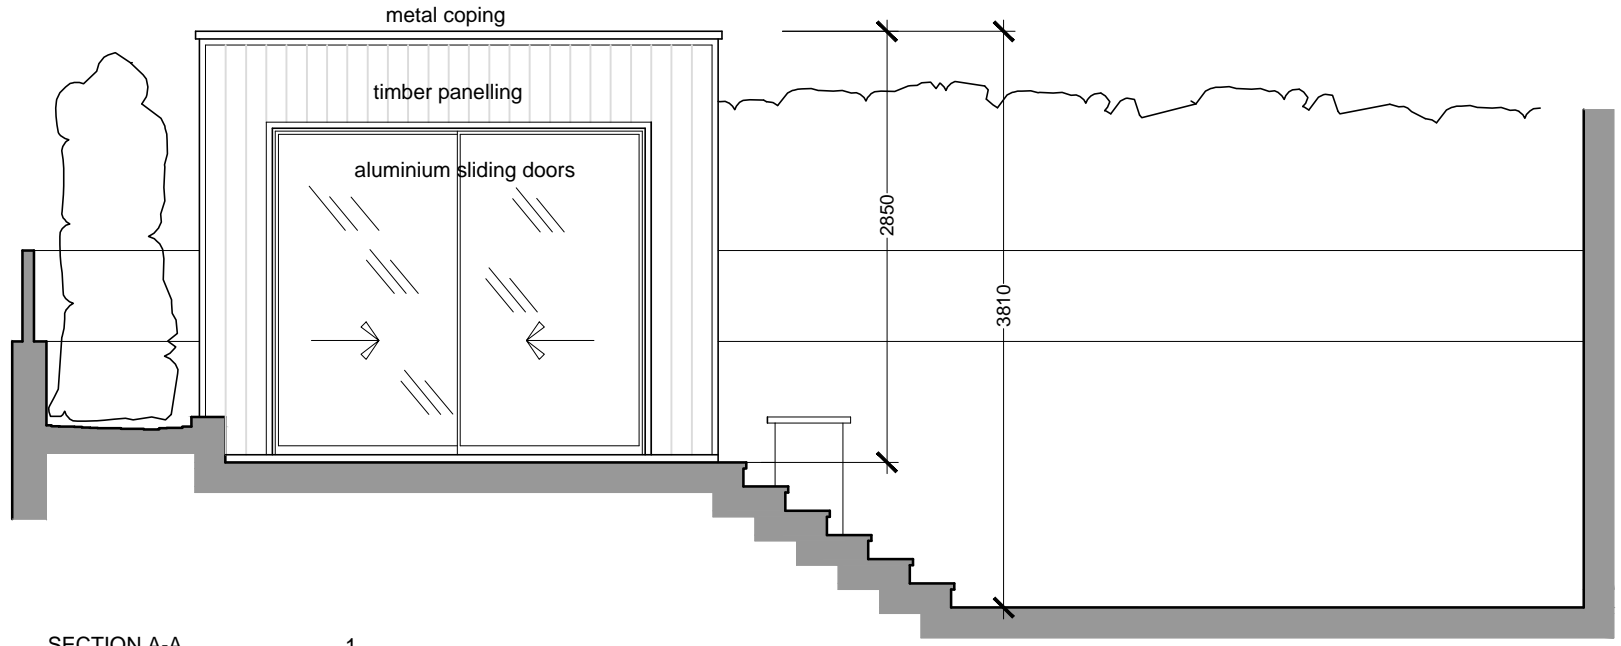 metal coping
timber panelling
aluminium sliding doors
2850
3810
SECTION A-A 1